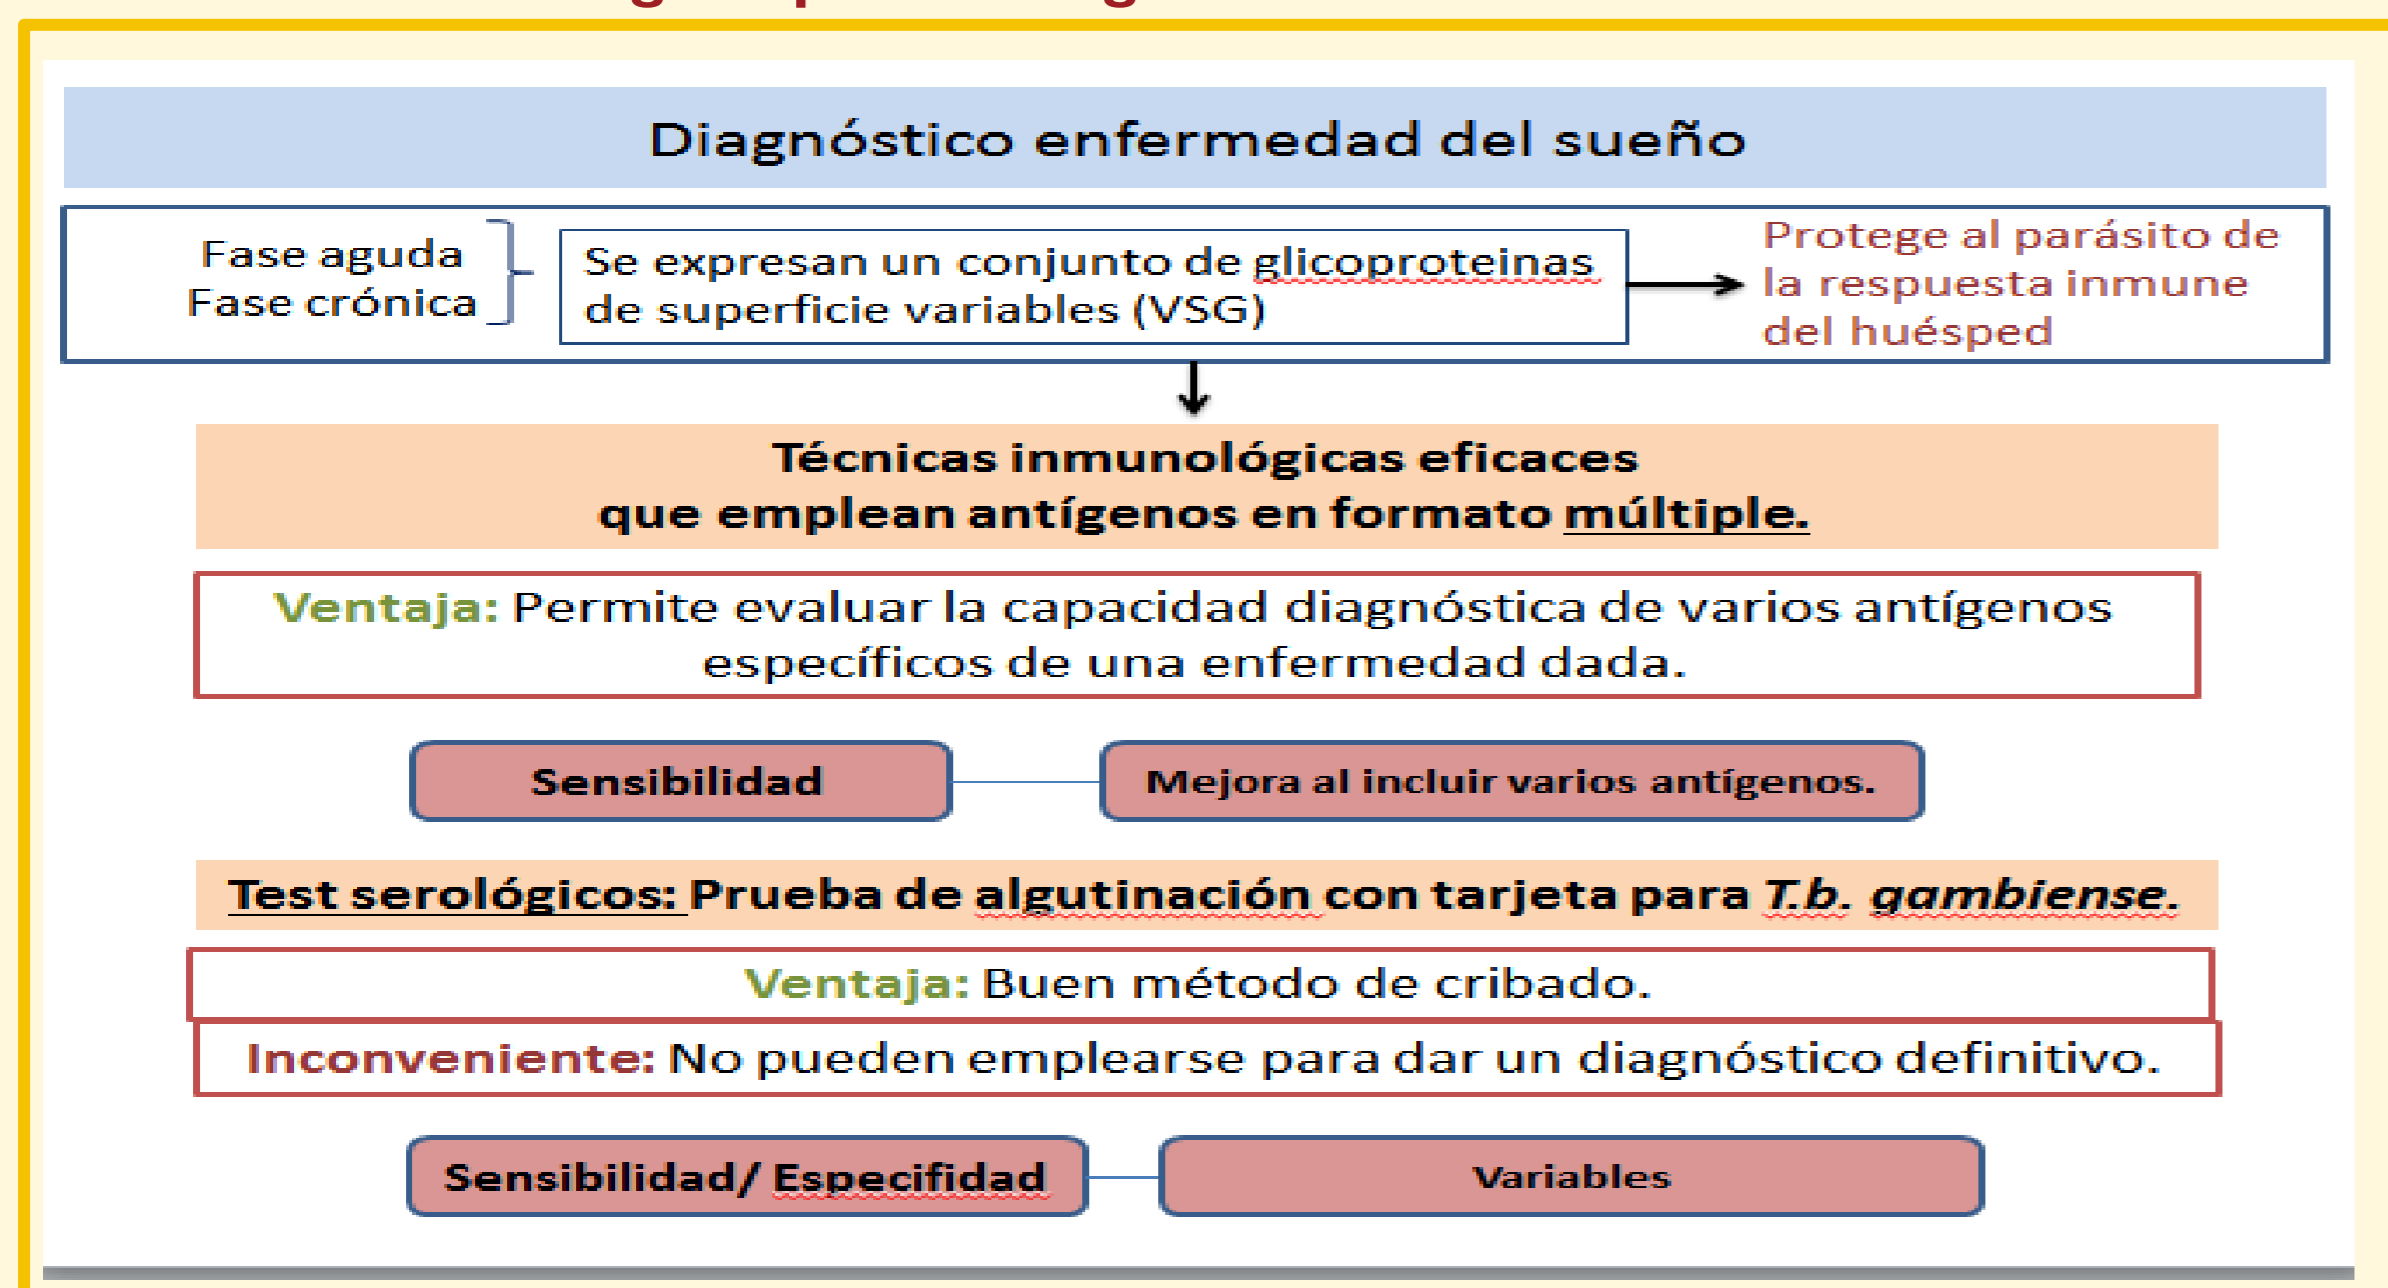 Diagnóstico enfermedad del sueño
Fase aguda
Fase crónica
Se expresan un conjunto de glicoproteinas
de superficie variables (VSG)
Protege al parásito de
la respuesta inmune
del huésped
Técnicas inmunológicas eficaces
que emplean antígenos en formato múltiple.
Ventaja: Permite evaluar la capacidad diagnóstica de varios antígenos
específicos de una enfermedad dada.
Sensibilidad
Mejora al incluir varios antígenos.
Test serológicos: Prueba de algutinación con tarjeta para T.b. gambiense.
Ventaja: Buen método de cribado.
Inconveniente: No pueden emplearse para dar un diagnóstico definitivo.
Sensibilidad/ Especifidad
Variables